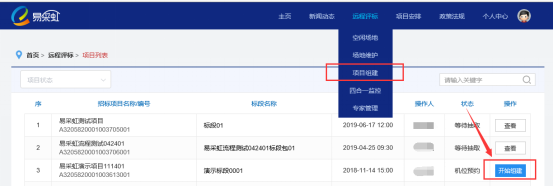 易采虹
主页 新闻动态 远程评标 项目安排 政策法规 个人中心
空闲场地
场地维护
项目组建
四合一监控
专家管理
首页> 远程评标> 项目列表
项目状态
请输入关键字
序 招标项目名称/编号 标段名称 操作人 状态 操作
1 易采虹测试项目 标段01 2019-06-17 12:00 等待抽取 查看
A3205820001003705001
2 易采虹流程测试042401 易采虹流程测试042401标段包01 2019-04-25 09:30 等待抽取 查看
A3205820001003706001
3 易采虹演示项目111401 演示标段0001 2018-11-14 15:00 机位预约 开始组建
A3205820001003613001